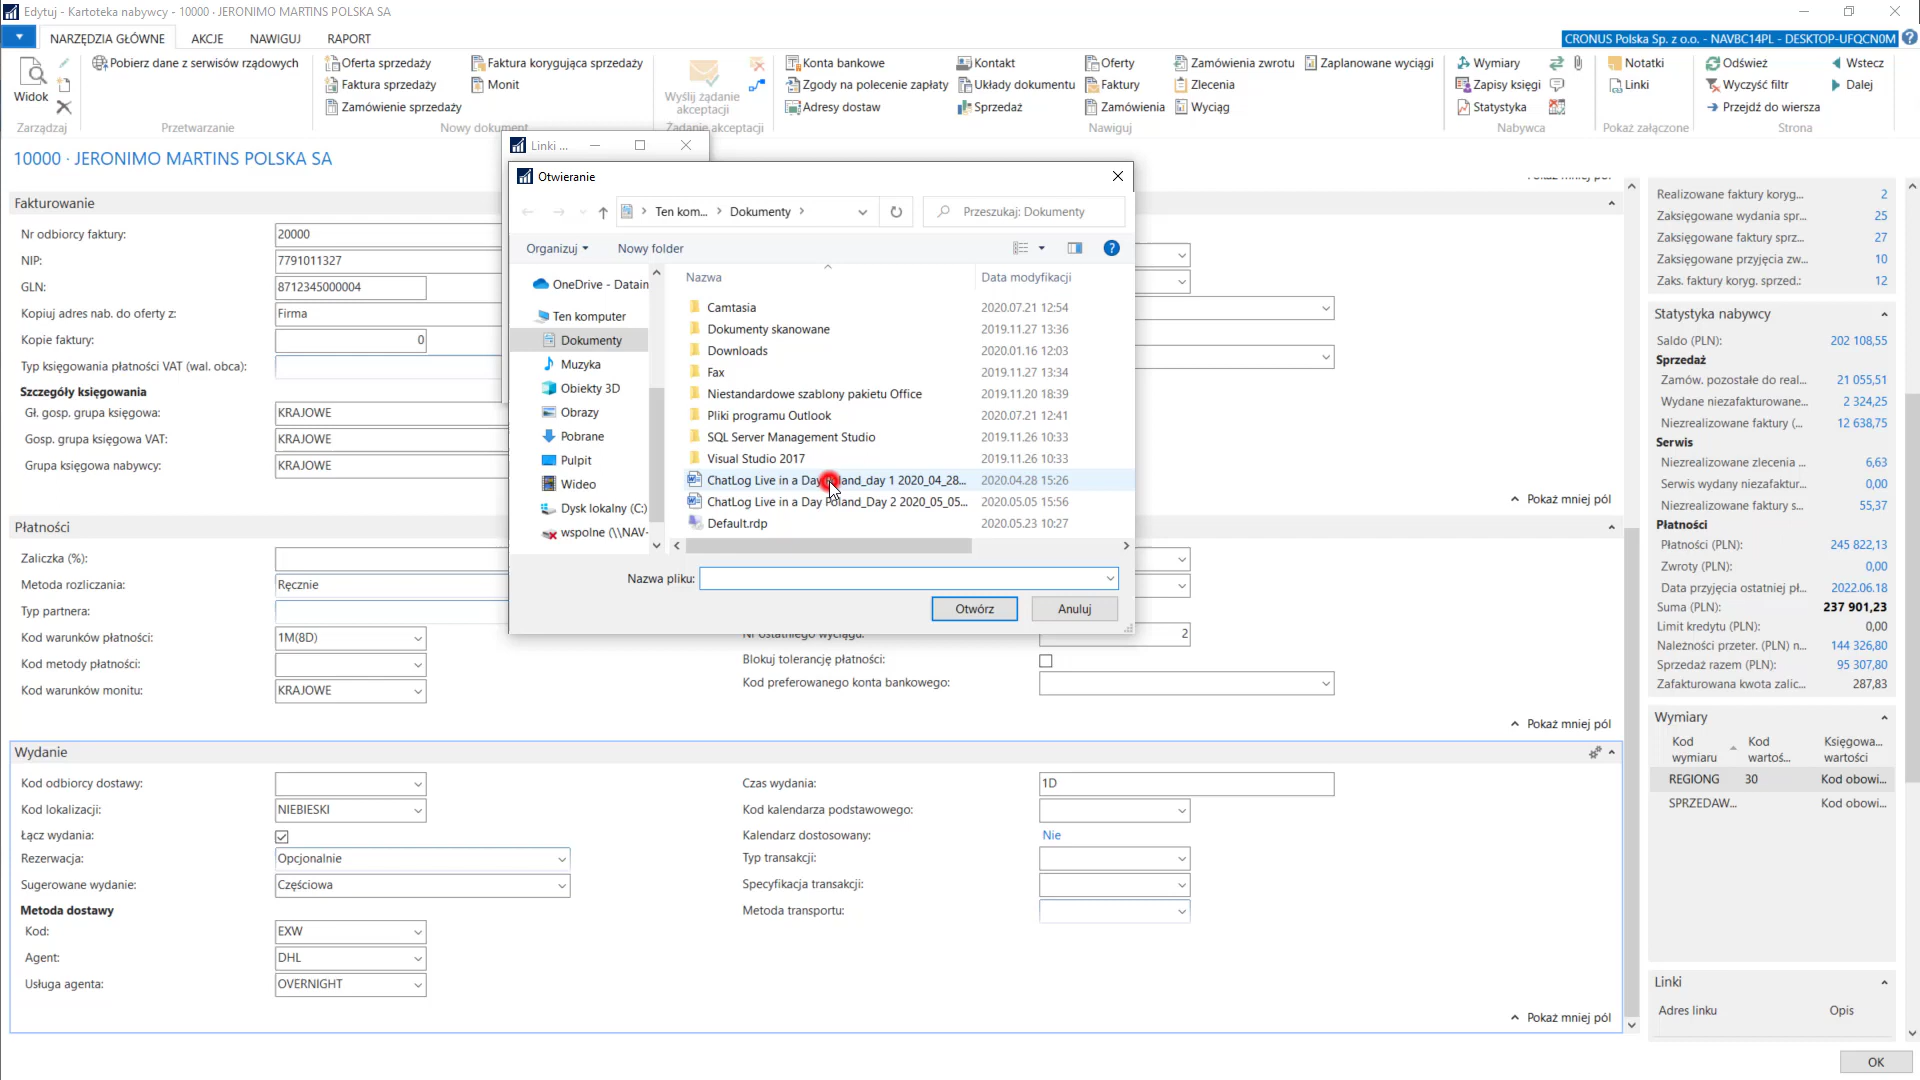 Edytuj - Kartoteka nabywcy - 10000 · JERONIMO MARTINS POLSKA SA
NARZĘDZIA GŁÓWNE
AKCJE
NAWIGUJ
RAPORT
CRONUS Polska Sp. z o.o. - NAVBC14PL - DESKTOP-UFQCN0M
Widok
Zarządzaj
Pobierz dane z serwisów rządowych
Przetwarzanie
Oferta sprzedaży
Faktura sprzedaży
Zamówienie sprzedaży
Faktura korygująca sprzedaży
Monit
Nowy dokument
Wyślij żądanie akceptacji
Żądanie akceptacji
Konta bankowe
Zgody na polecenie zapłaty
Adresy dostaw
Kontakt
Układy dokumentu
Sprzedaż
Oferty
Faktury
Zamówienia
Zamówienia zwrotu
Zlecenia
Wyciąg
Zaplanowane wyciągi
Nawiguj
Wymiary
Zapisy księgi
Statystyka
Nabywca
Notatki
Linki
Pokaż załączone
Odśwież
Wyczyść filtr
Przejdź do wiersza
Wstecz
Dalej
Strona
10000 · JERONIMO MARTINS POLSKA SA
Fakturowanie
Nr odbiorcy faktury: 20000
NIP: 7791011327
GLN: 8712345000004
Kopiuj adres nab. do oferty z: Firma
Kopie faktury: 0
Typ księgowania płatności VAT (wal. obca):
Szczegóły księgowania
Gł. gosp. grupa księgowa: KRAJOWE
Gosp. grupa księgowa VAT: KRAJOWE
Grupa księgowa nabywcy: KRAJOWE
Pokaż mniej pól
Płatności
Zaliczka (%):
Metoda rozliczania: Ręcznie
Typ partnera:
Kod warunków płatności: 1M(8D)
Kod metody płatności:
Kod warunków monitu: KRAJOWE
Nr ostatniego wyciągu: 2
Blokuj tolerancję płatności:
Kod preferowanego konta bankowego:
Pokaż mniej pól
Wydanie
Kod odbiorcy dostawy:
Kod lokalizacji: NIEBIESKI
Łącz wydania:
Rezerwacja: Opcjonalnie
Sugerowane wydanie: Częściowa
Metoda dostawy
Kod: EXW
Agent: DHL
Usługa agenta: OVERNIGHT
Czas wydania: 1D
Kod kalendarza podstawowego:
Kalendarz dostosowany: Nie
Typ transakcji:
Specyfikacja transakcji:
Metoda transportu:
Pokaż mniej pól
Linki ...
Otwieranie
Ten kom... > Dokumenty >
Przeszukaj: Dokumenty
Organizuj
Nowy folder
OneDrive - Datain
Ten komputer
Dokumenty
Muzyka
Obiekty 3D
Obrazy
Pobrane
Pulpit
Wideo
Dysk lokalny (C:)
wspolne (\\NAV-
Nazwa Data modyfikacji
Camtasia 2020.07.21 12:54
Dokumenty skanowane 2019.11.27 13:36
Downloads 2020.01.16 12:03
Fax 2019.11.27 13:34
Niestandardowe szablony pakietu Office 2019.11.20 18:39
Pliki programu Outlook 2020.07.21 12:41
SQL Server Management Studio 2019.11.26 10:33
Visual Studio 2017 2019.11.26 10:33
ChatLog Live in a Day Poland_day 1 2020_04_28... 2020.04.28 15:26
ChatLog Live in a Day Poland_Day 2 2020_05_05... 2020.05.05 15:56
Default.rdp 2020.05.23 10:27
Nazwa pliku:
Otwórz
Anuluj
Realizowane faktury koryg... 2
Zaksięgowane wydania spr... 25
Zaksięgowane faktury sprz... 27
Zaksięgowane przyjęcia zw... 10
Zaks. faktury koryg. sprzed.: 12
Statystyka nabywcy
Saldo (PLN): 202 108,55
Sprzedaż
Zamów. pozostałe do real... 21 055,51
Wydane niezafakturowane... 2 324,25
Niezrealizowane faktury (... 12 638,75
Serwis
Niezrealizowane zlecenia ... 6,63
Serwis wydany niezafaktur... 0,00
Niezrealizowane faktury s... 55,37
Płatności
Płatności (PLN): 245 822,13
Zwroty (PLN): 0,00
Data przyjęcia ostatniej pł... 2022.06.18
Suma (PLN): 237 901,23
Limit kredytu (PLN): 0,00
Należności przeter. (PLN) n... 144 326,80
Sprzedaż razem (PLN): 95 307,80
Zafakturowana kwota zalic... 287,83
Wymiary
Kod wymiaru Kod wartoś... Księgowa... wartości
REGIONG 30 Kod obowi...
SPRZEDAW... Kod obowi...
Linki
Adres linku Opis
OK